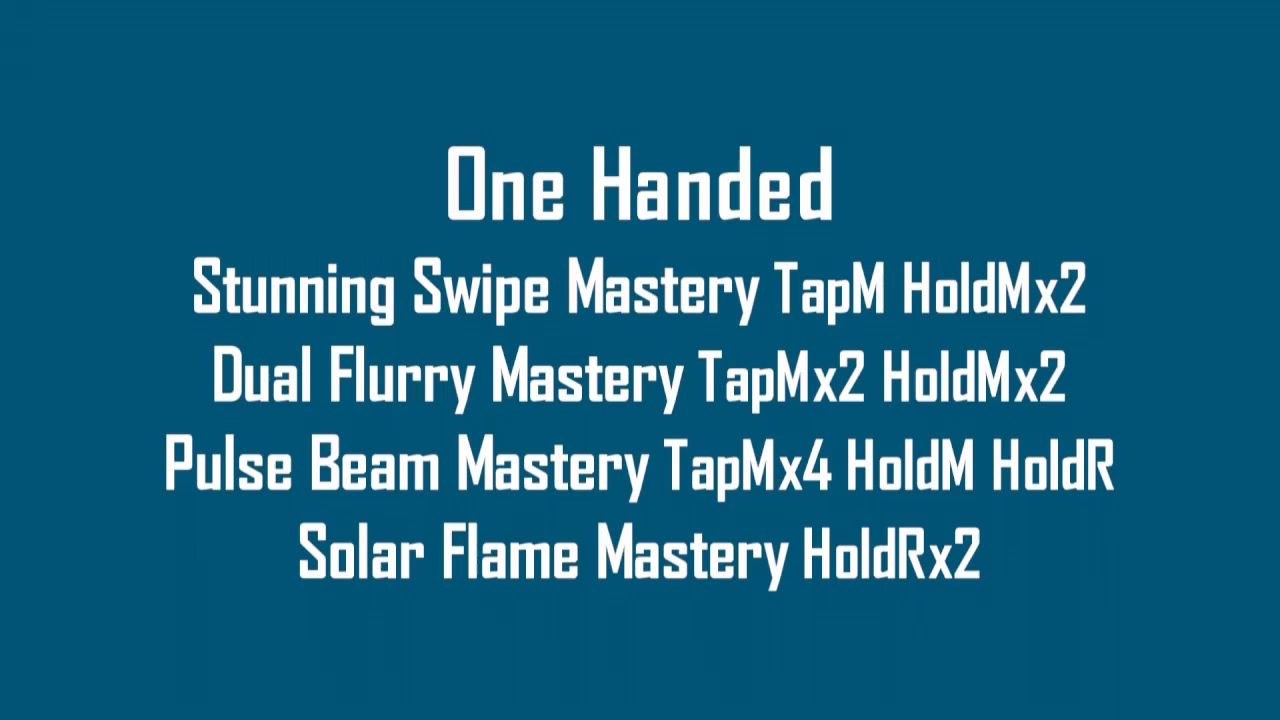 One Handed
Stunning Swipe Mastery TapM HoldMx2
Dual Flurry Mastery TapMx2 HoldMx2
Pulse Beam Mastery TapMx4 HoldM HoldR
Solar Flame Mastery HoldRx2